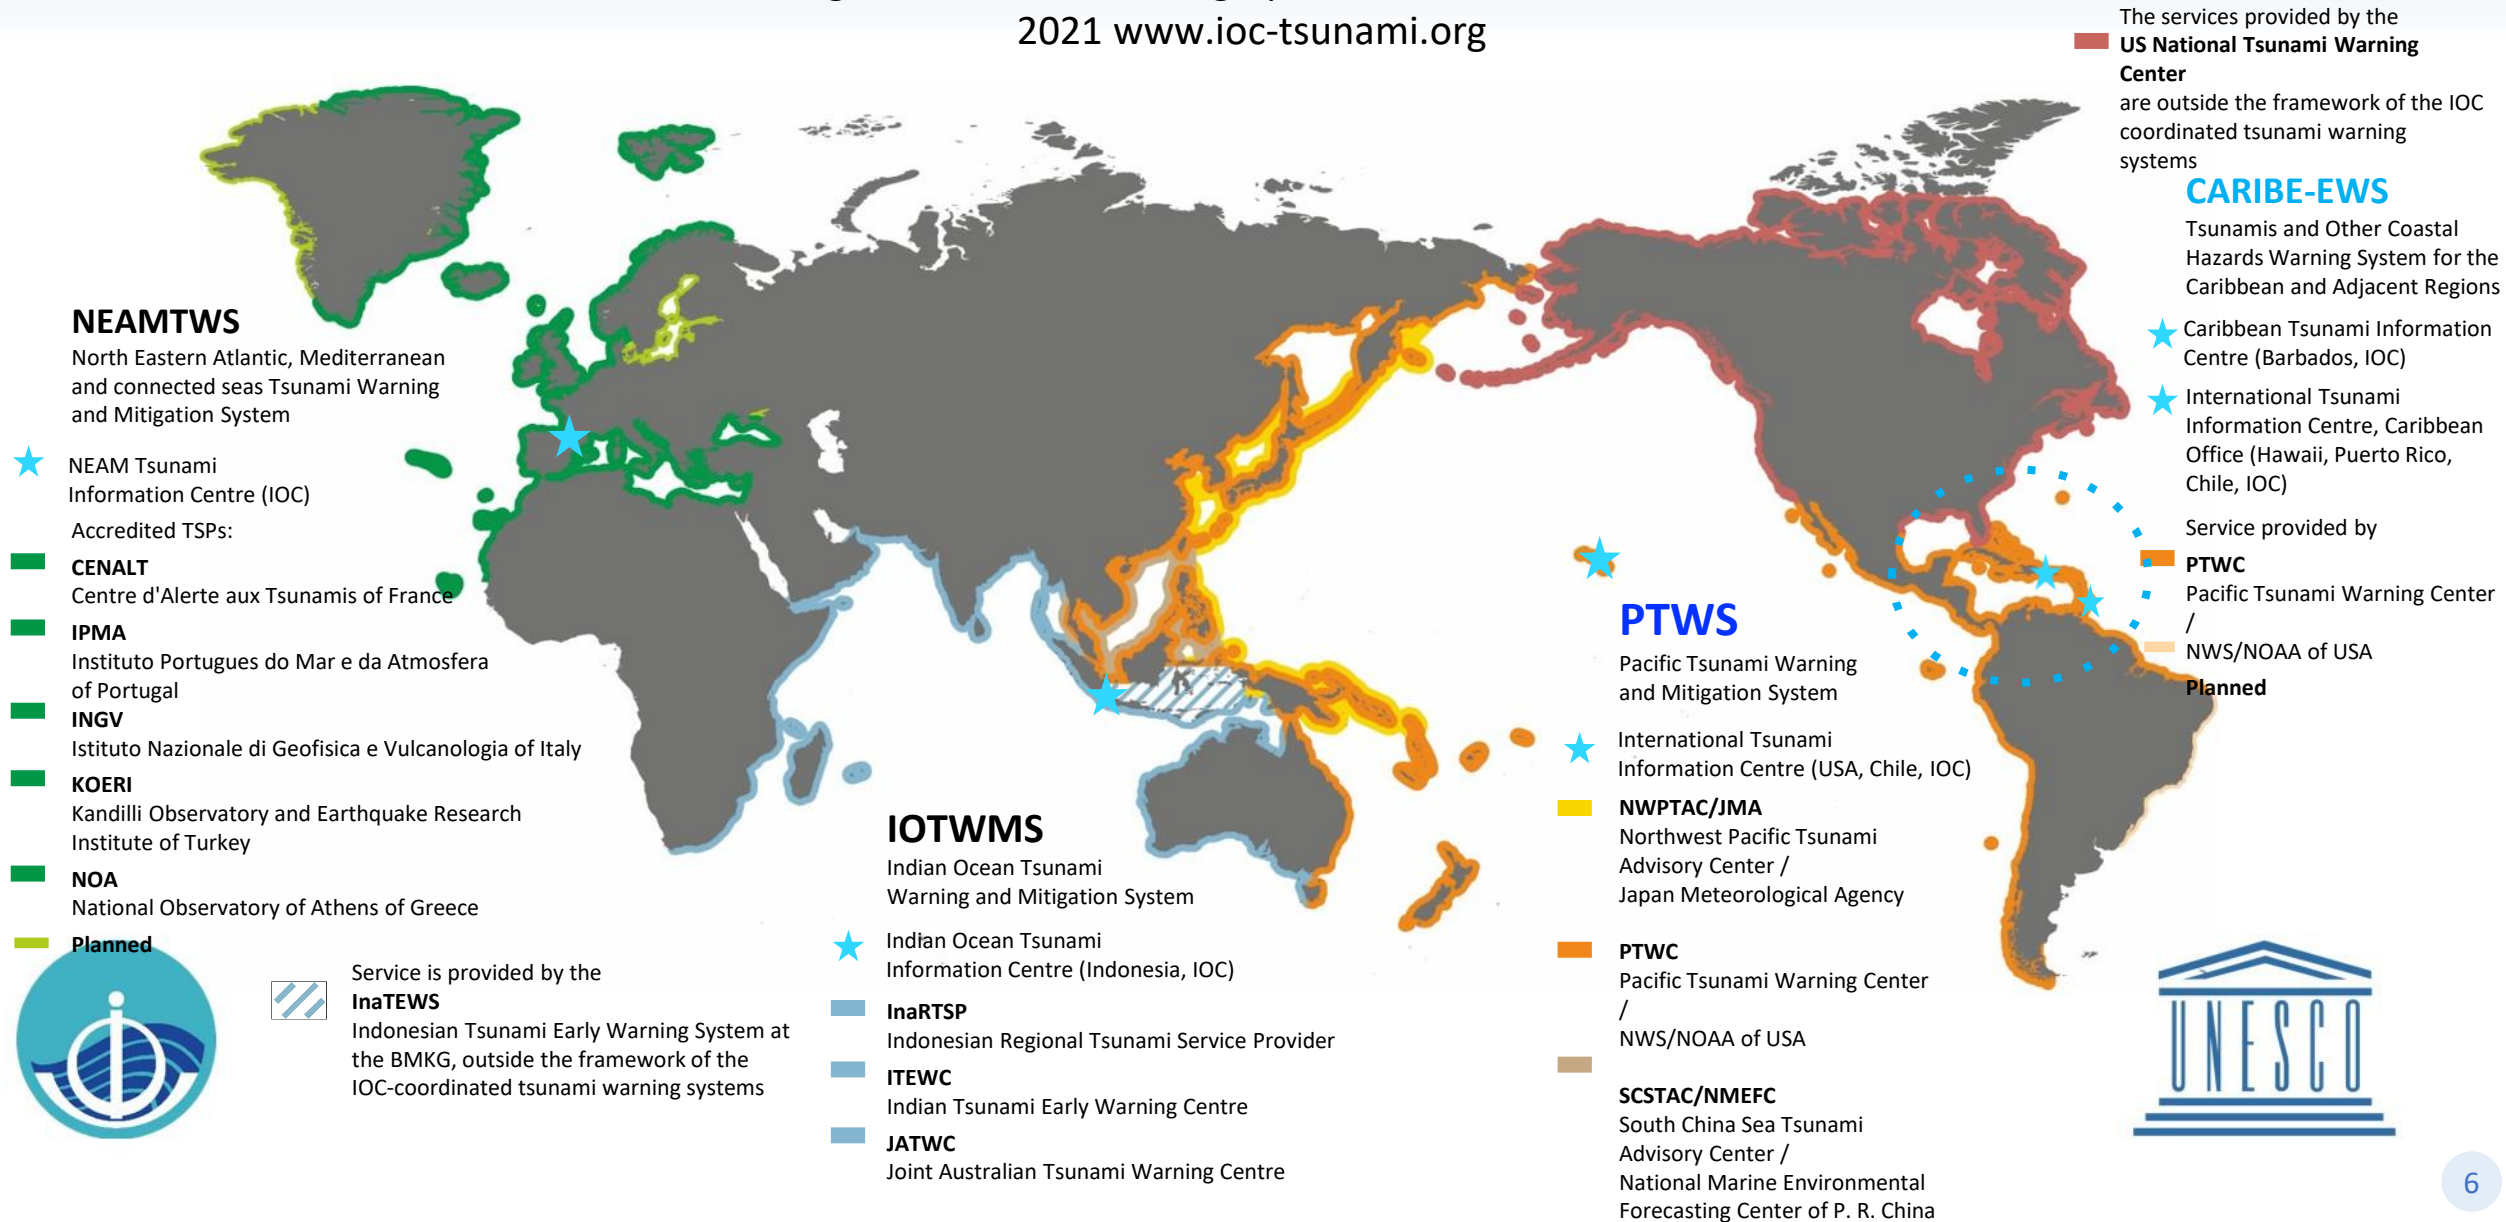 2021 www.ioc-tsunami.org
The services provided by the
US National Tsunami Warning
Center
are outside the framework of the IOC
coordinated tsunami warning
systems
CARIBE-EWS
Tsunamis and Other Coastal
Hazards Warning System for the
Caribbean and Adjacent Regions
Caribbean Tsunami Information
Centre (Barbados, IOC)
International Tsunami
Information Centre, Caribbean
Office (Hawaii, Puerto Rico,
Chile, IOC)
Service provided by
PTWC
Pacific Tsunami Warning Center
/
NWS/NOAA of USA
Planned
NEAMTWS
North Eastern Atlantic, Mediterranean
and connected seas Tsunami Warning
and Mitigation System
NEAM Tsunami
Information Centre (IOC)
Accredited TSPs:
CENALT
Centre d'Alerte aux Tsunamis of France
IPMA
Instituto Portugues do Mar e da Atmosfera
of Portugal
INGV
Istituto Nazionale di Geofisica e Vulcanologia of Italy
KOERI
Kandilli Observatory and Earthquake Research
Institute of Turkey
NOA
National Observatory of Athens of Greece
Planned
Service is provided by the
InaTEWS
Indonesian Tsunami Early Warning System at
the BMKG, outside the framework of the
IOC-coordinated tsunami warning systems
IOTWMS
Indian Ocean Tsunami
Warning and Mitigation System
Indian Ocean Tsunami
Information Centre (Indonesia, IOC)
InaRTSP
Indonesian Regional Tsunami Service Provider
ITEWC
Indian Tsunami Early Warning Centre
JATWC
Joint Australian Tsunami Warning Centre
PTWS
Pacific Tsunami Warning
and Mitigation System
International Tsunami
Information Centre (USA, Chile, IOC)
NWPTAC/JMA
Northwest Pacific Tsunami
Advisory Center /
Japan Meteorological Agency
PTWC
Pacific Tsunami Warning Center
/
NWS/NOAA of USA
SCSTAC/NMEFC
South China Sea Tsunami
Advisory Center /
National Marine Environmental
Forecasting Center of P. R. China
UNESCO
6